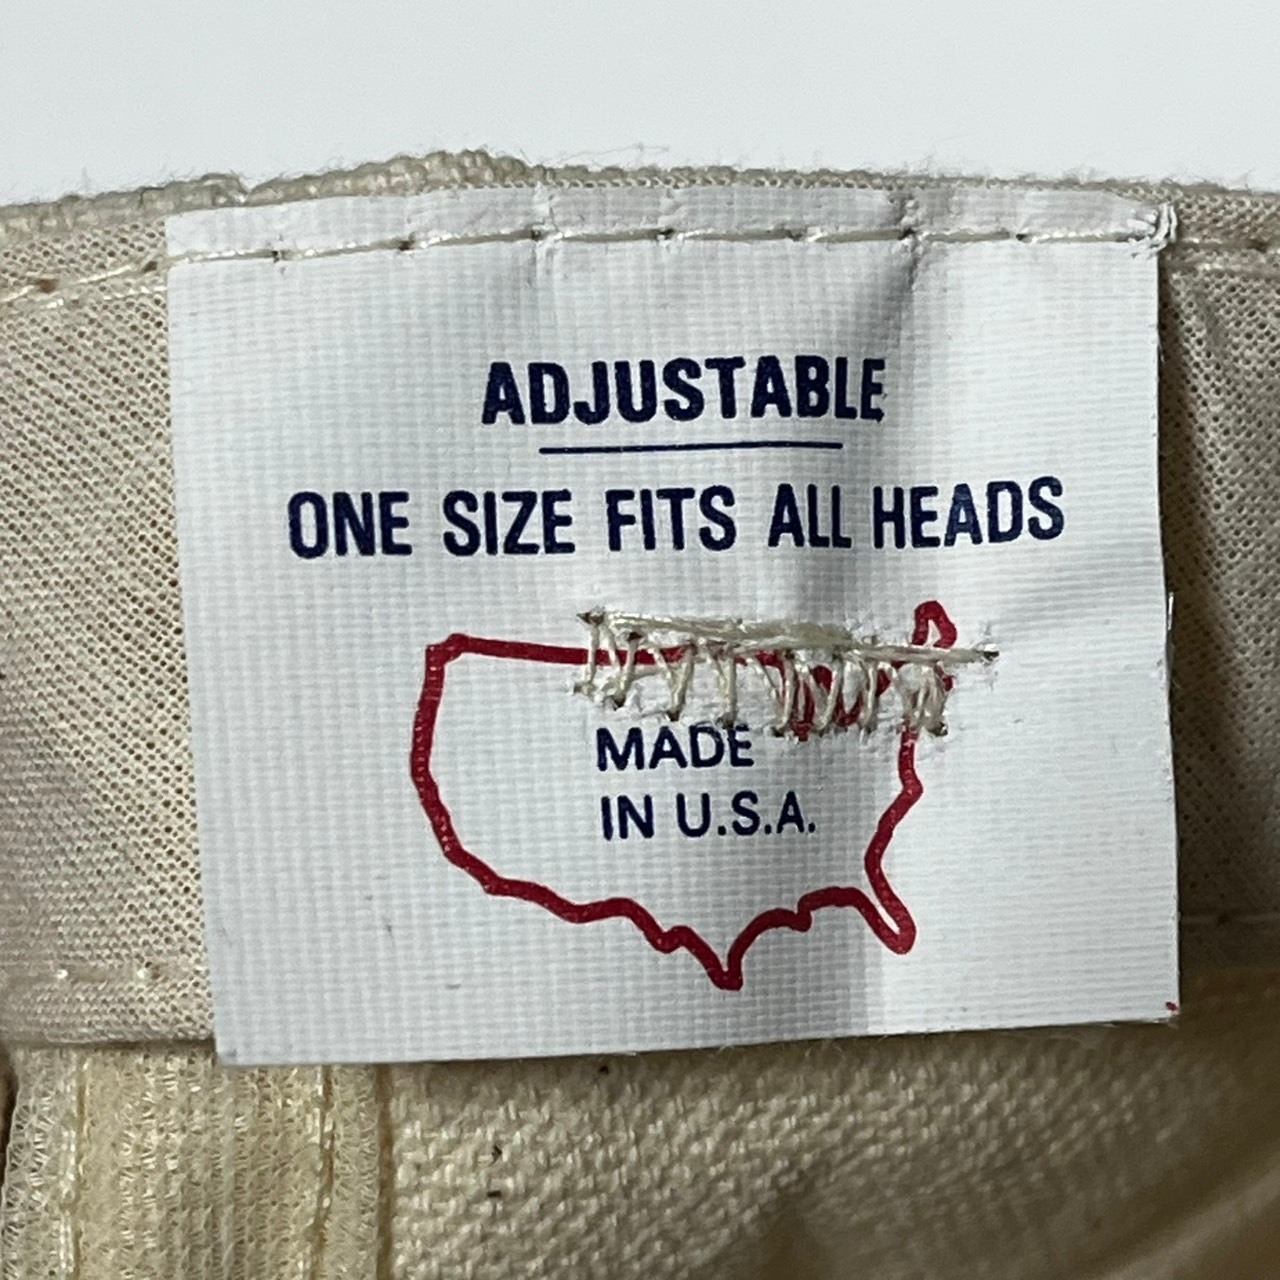 ADJUSTABLE
ONE SIZE FITS ALL HEADS
MADE
IN U.S.A.